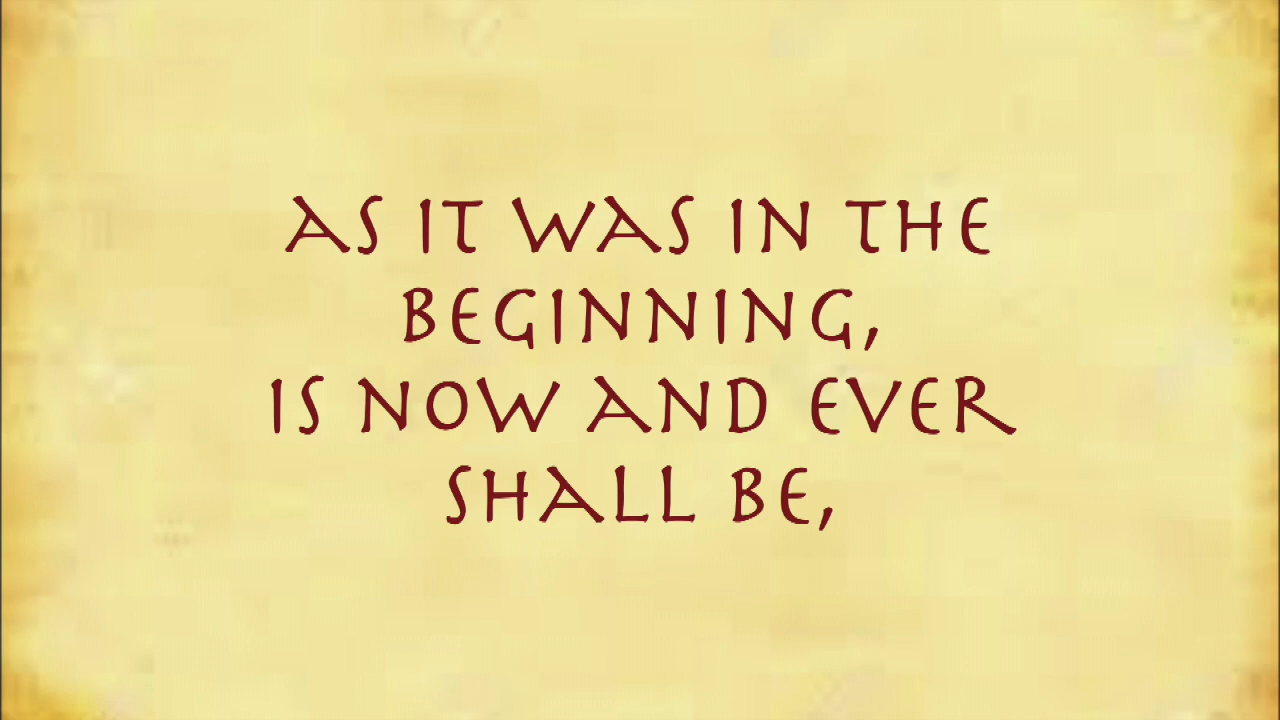 AS IT WAS IN THE
BEGINNING,
IS NOW AND EVER
SHALL BE,